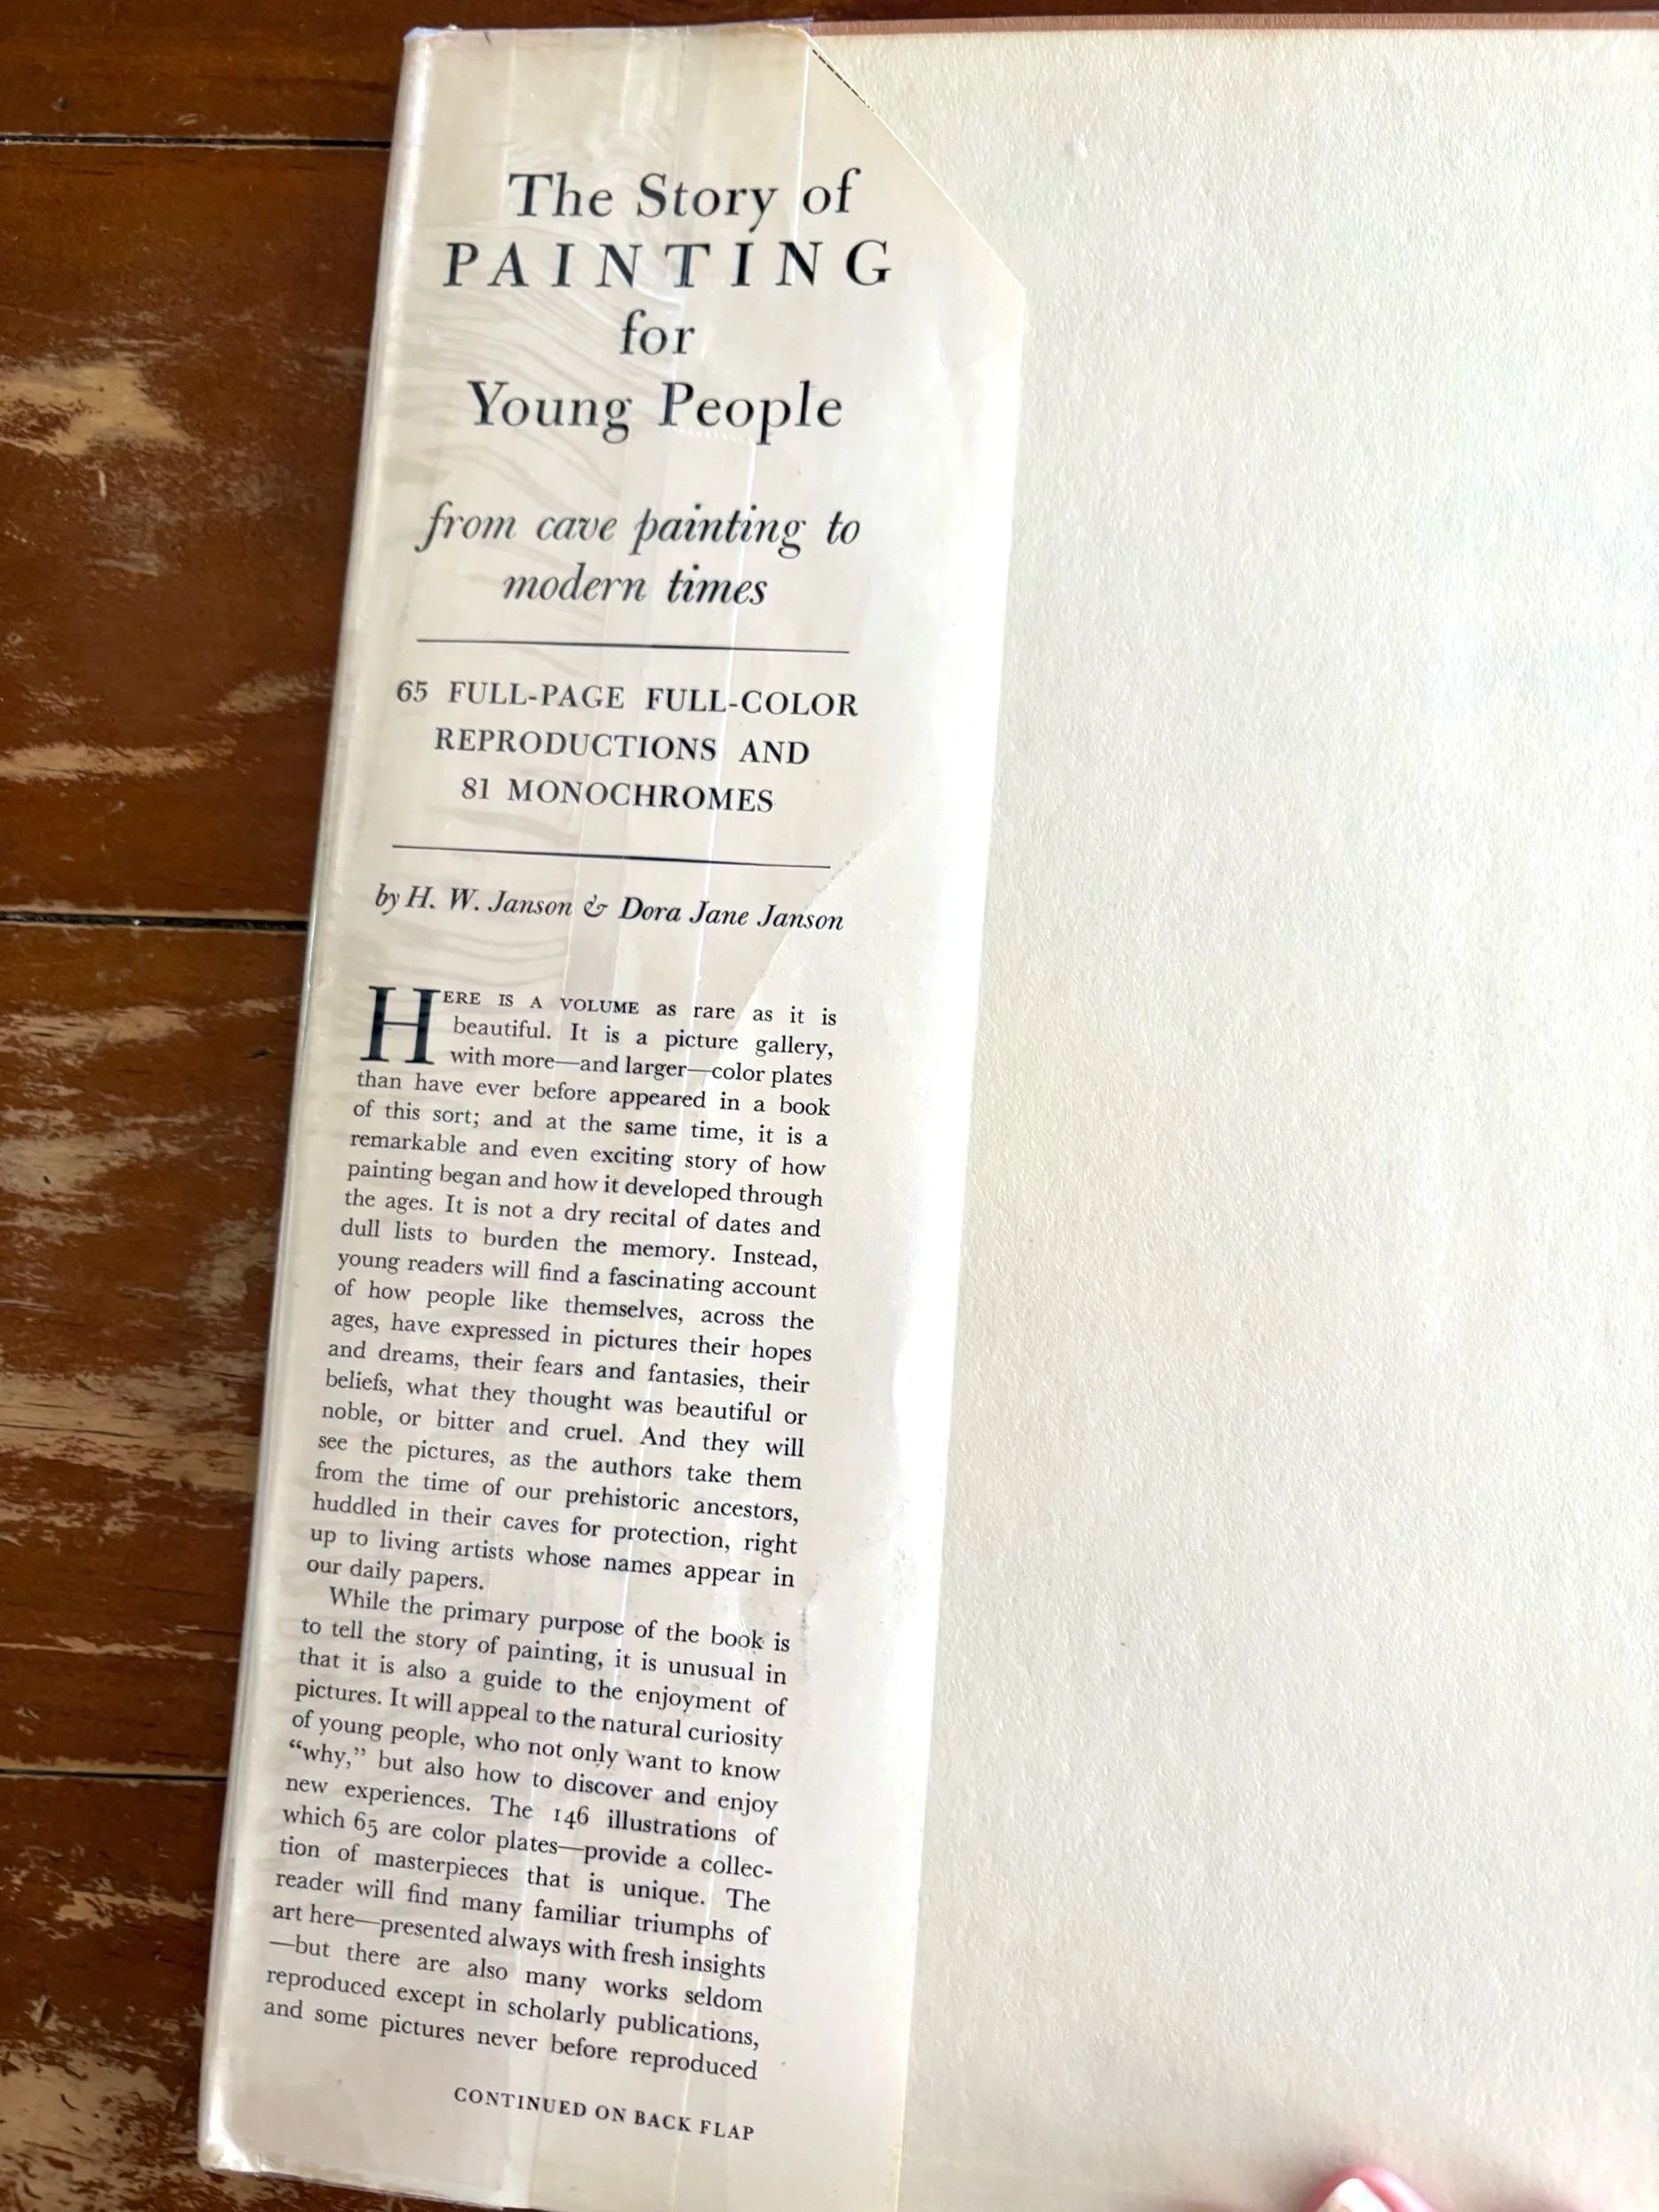 The Story of
PAINTING
for
Young People
from cave painting to
modern times
65 FULL-PAGE FULL-COLOR
REPRODUCTIONS AND
81 MONOCHROMES
by H. W. Janson & Dora Jane Janson
HERE IS A VOLUME as rare as it is
beautiful. It is a picture gallery,
with more—and larger—color plates
than have ever before appeared in a book
of this sort; and at the same time, it is a
remarkable and even exciting story of how
painting began and how it developed through
the ages. It is not a dry recital of dates and
dull lists to burden the memory. Instead,
young readers will find a fascinating account
of how people like themselves, across the
ages, have expressed in pictures their hopes
and dreams, their fears and fantasies, their
beliefs, what they thought was beautiful or
noble, or bitter and cruel. And they will
see the pictures, as the authors take them
from the time of our prehistoric ancestors,
huddled in their caves for protection, right
up to living artists whose names appear in
our daily papers.
While the primary purpose of the book is
to tell the story of painting, it is unusual in
that it is also a guide to the enjoyment of
pictures. It will appeal to the natural curiosity
of young people, who not only want to know
“why,” but also how to discover and enjoy
new experiences. The 146 illustrations of
which 65 are color plates—provide a collec-
tion of masterpieces that is unique. The
reader will find many familiar triumphs of
art here—presented always with fresh insights
—but there are also many works seldom
reproduced except in scholarly publications,
and some pictures never before reproduced
CONTINUED ON BACK FLAP